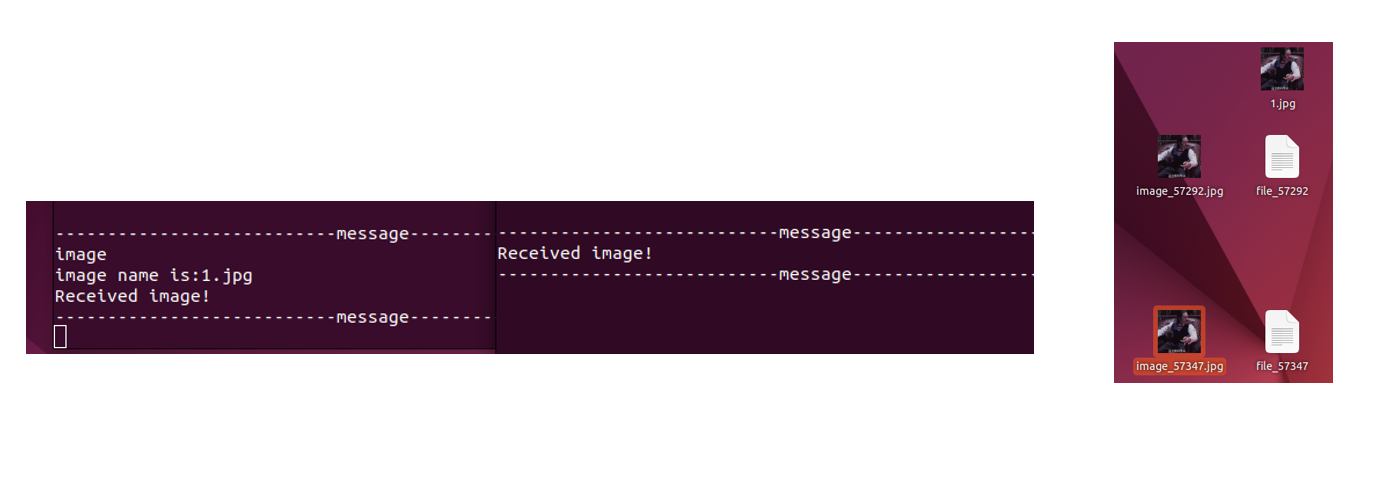 ---------------------------message--------
image
image name is:1.jpg
Received image!
---------------------------message--------
---------------------------message------------------
Received image!
---------------------------message------------------
1.jpg
image_57292.jpg
file_57292
image_57347.jpg
file_57347